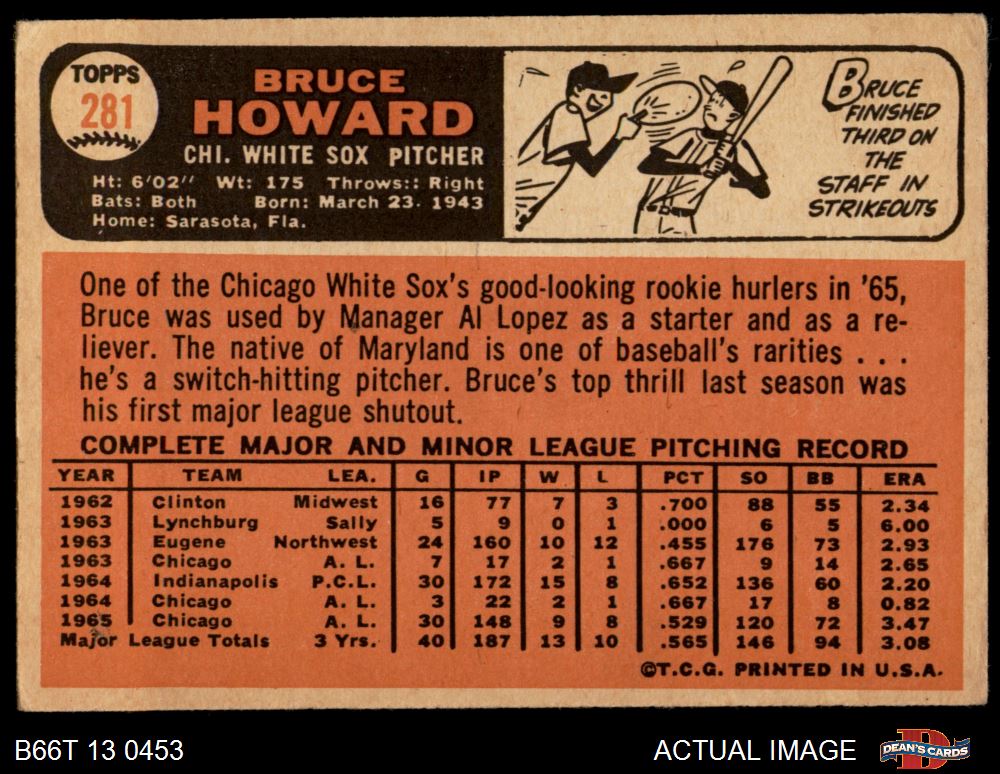 TOPPS
281
BRUCE
HOWARD
CHI. WHITE SOX PITCHER
Ht: 6'02'' Wt: 175 Throws:: Right
Bats: Both Born: March 23. 1943
Home: Sarasota, Fla.
BRUCE
FINISHED
THIRD ON
THE
STAFF IN
STRIKEOUTS
One of the Chicago White Sox's good-looking rookie hurlers in '65,
Bruce was used by Manager Al Lopez as a starter and as a re-
liever. The native of Maryland is one of baseball's rarities . . .
he's a switch-hitting pitcher. Bruce's top thrill last season was
his first major league shutout.
COMPLETE MAJOR AND MINOR LEAGUE PITCHING RECORD
YEAR TEAM LEA. G IP W L PCT SO BB ERA
1962 Clinton Midwest 16 77 7 3 .700 88 55 2.34
1963 Lynchburg Sally 5 9 0 1 .000 6 5 6.00
1963 Eugene Northwest 24 160 10 12 .455 176 73 2.93
1963 Chicago A. L. 7 17 2 1 .667 9 14 2.65
1964 Indianapolis P.C.L. 30 172 15 8 .652 136 60 2.20
1964 Chicago A. L. 3 22 2 1 .667 17 8 0.82
1965 Chicago A. L. 30 148 9 8 .529 120 72 3.47
Major League Totals 3 Yrs. 40 187 13 10 .565 146 94 3.08
©T.C.G. PRINTED IN U.S.A.
B66T 13 0453
ACTUAL IMAGE
DEAN'S CARDS